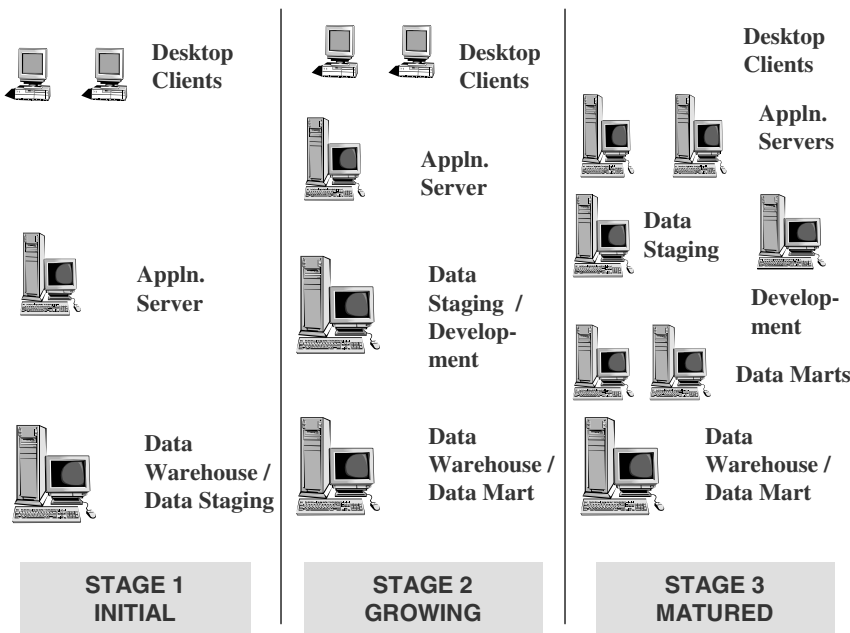 Desktop
Clients
Appln.
Server
Data
Warehouse /
Data Staging
STAGE 1
INITIAL
Desktop
Clients
Appln.
Server
Data
Staging /
Develop-
ment
Data
Warehouse /
Data Mart
STAGE 2
GROWING
Desktop
Clients
Appln.
Servers
Data
Staging
Develop-
ment
Data Marts
Data
Warehouse /
Data Mart
STAGE 3
MATURED